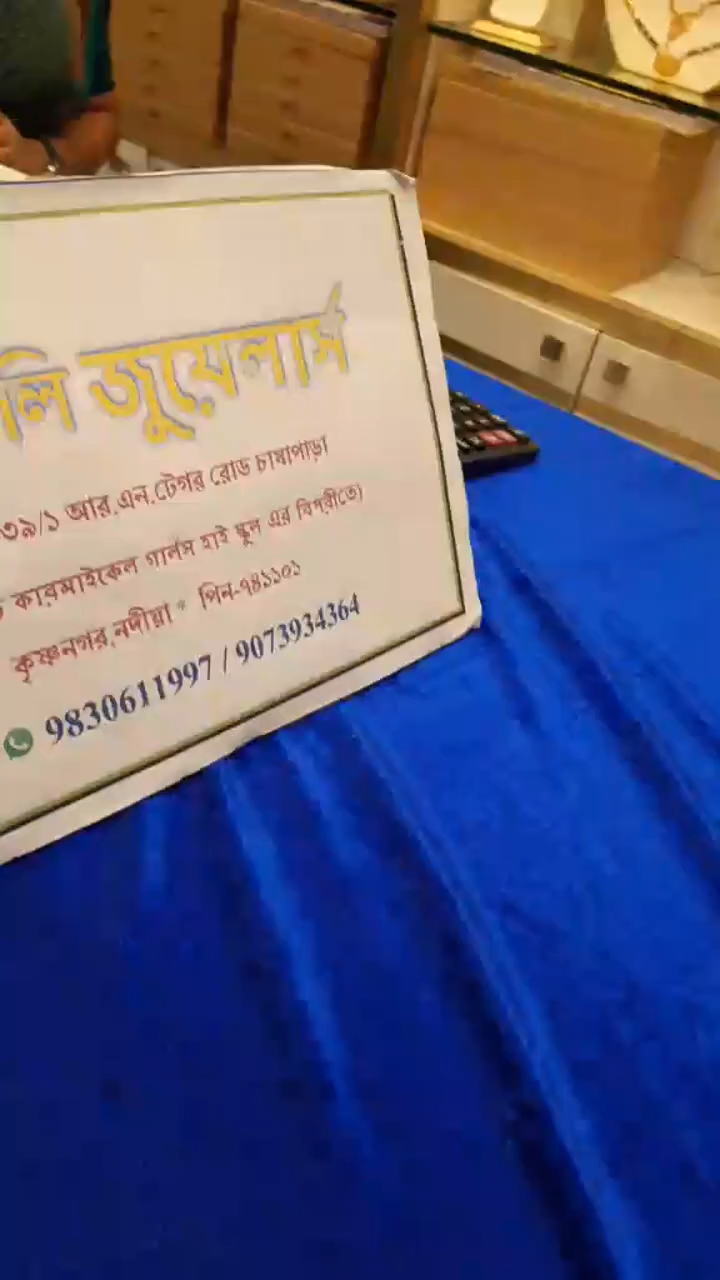 লি জুয়েলার্স
৩৯/১ আর.এন.টেগর রোড চাষাপাড়া
কারমাইকেল গার্লস হাই স্কুল এর বিপরীতে)
কৃষ্ণনগর,নদীয়া * পিন-৭৪১১০১
9830611997 / 9073934364